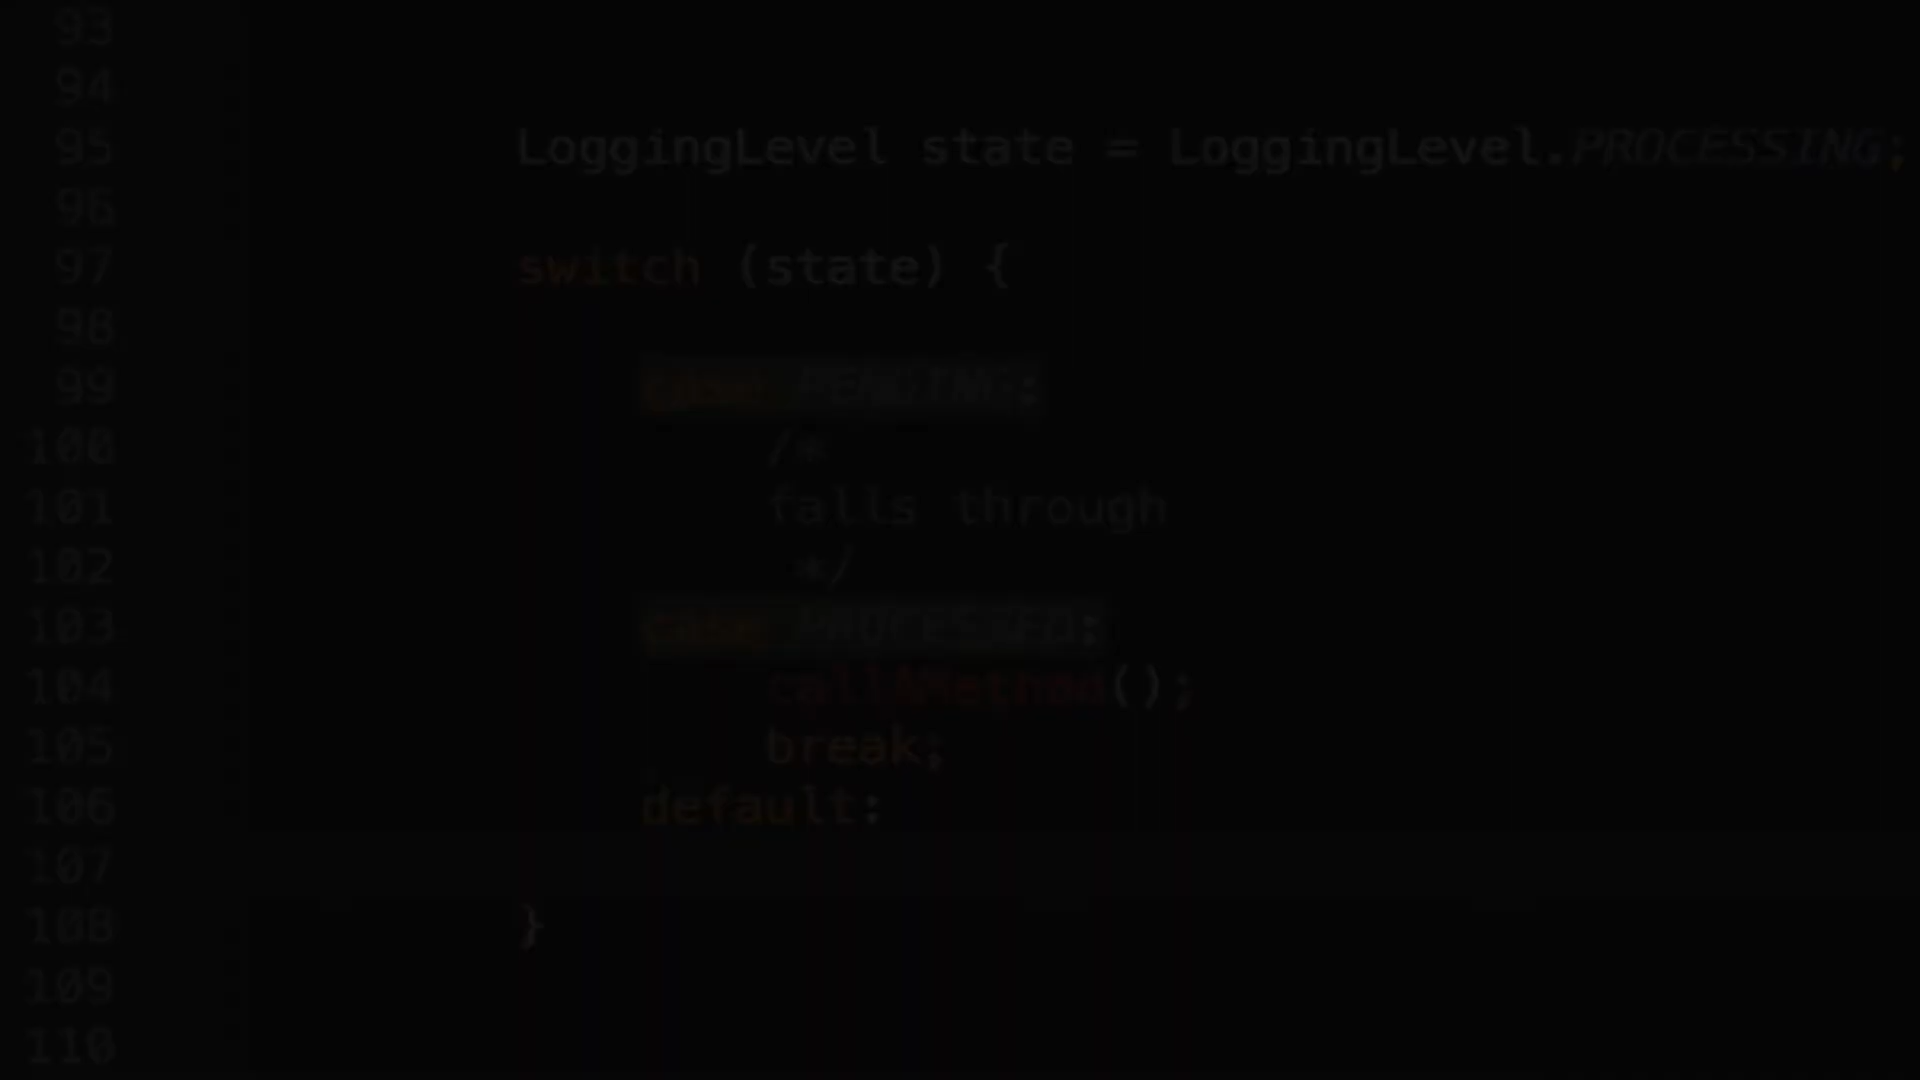 93
94
95 LoggingLevel state = LoggingLevel.PROCESSING;
96
97 switch (state) {
98
99 case PENDING:
100 /*
101 falls through
102 */
103 case PROCESSED:
104 callAMethod();
105 break;
106 default:
107
108 }
109
110